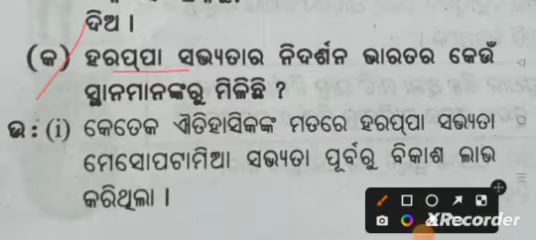 ଦିଅ ।
(କ) ହରପ୍ପା ସଭ୍ୟତାର ନିଦର୍ଶନ ଭାରତର କେଉଁ
ସ୍ଥାନମାନଙ୍କରୁ ମିଳିଛି ?
ଉ : (i) କେତେକ ଐତିହାସିକଙ୍କ ମତରେ ହରପ୍ପା ସଭ୍ୟତା
ମେସୋପଟାମିଆ ସଭ୍ୟତା ପୂର୍ବରୁ ବିକାଶ ଲାଭ
କରିଥିଲା ।
XRecorder